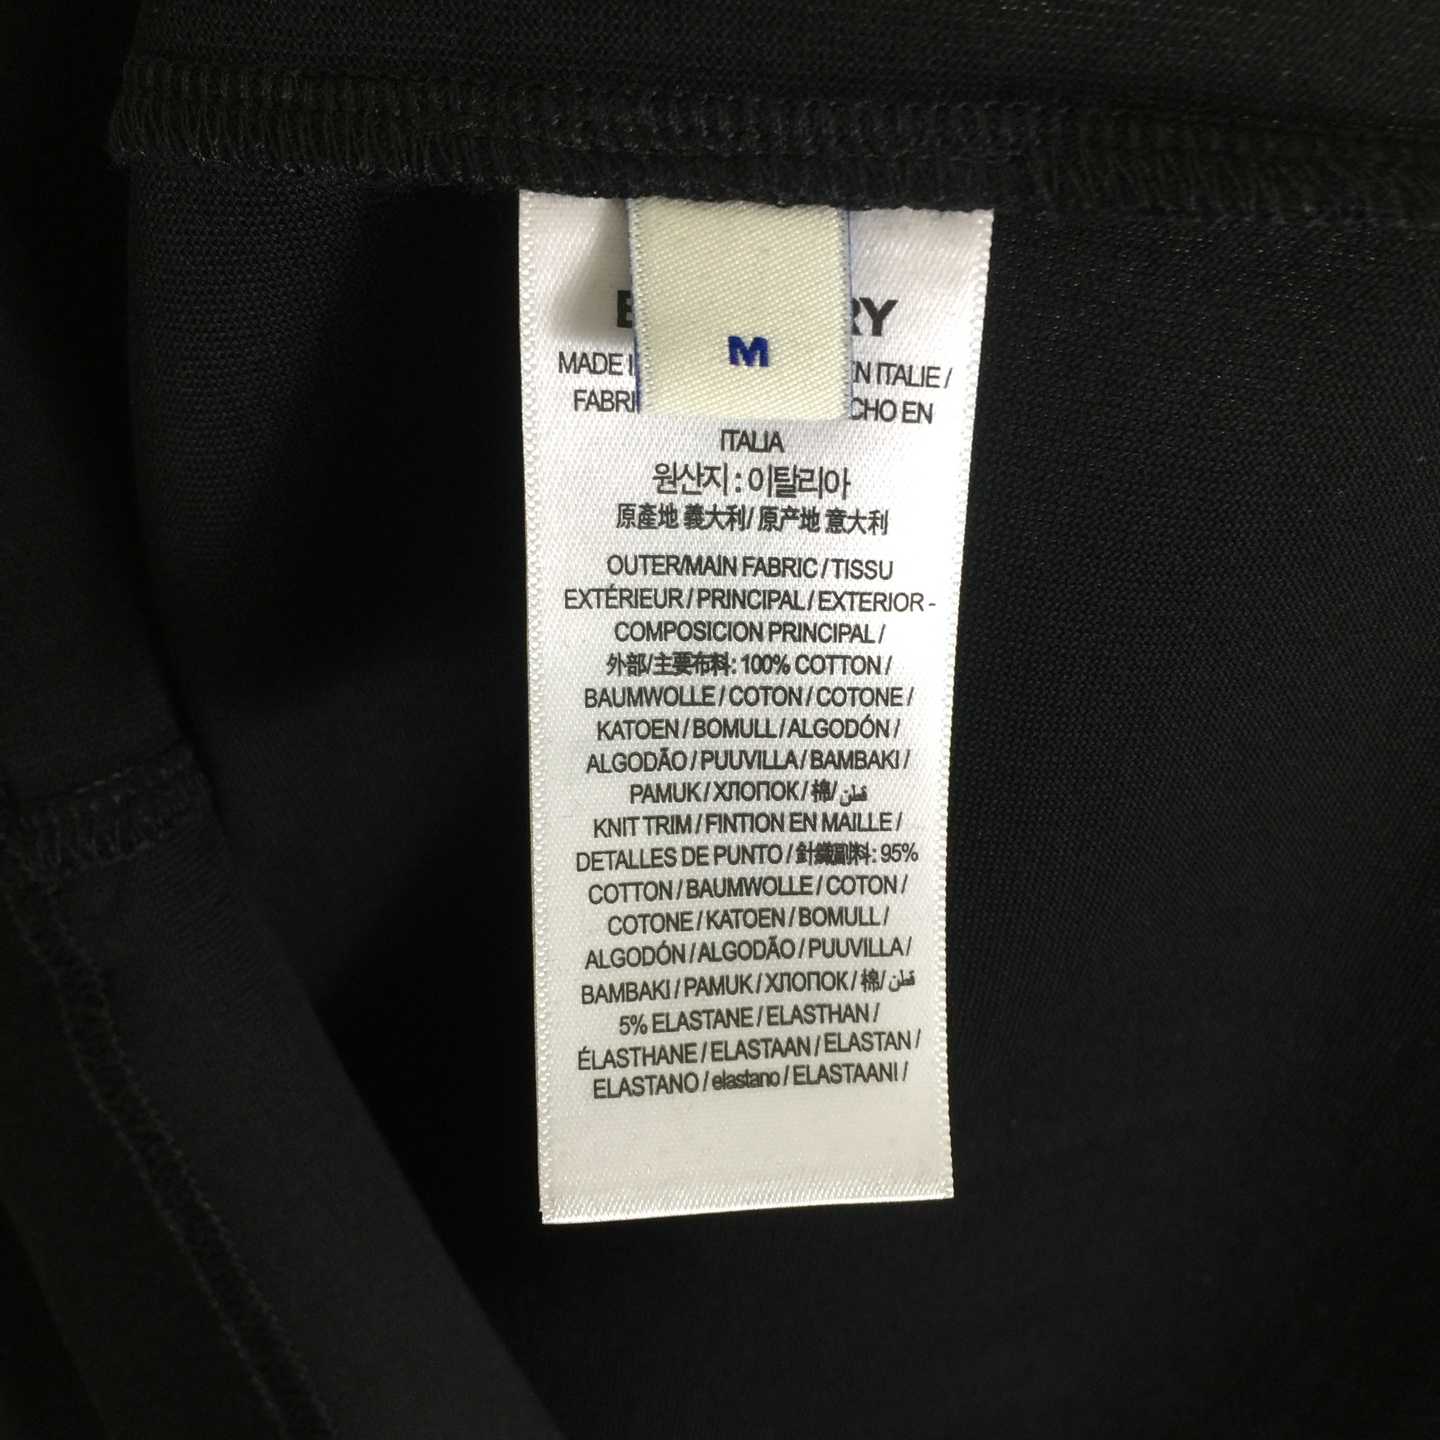 M
MADE EN ITALIE /
CHO EN
ITALIA
원산지 : 이탈리아
原產地 義大利/ 原产地 意大利
OUTER/MAIN FABRIC / TISSU
EXTÉRIEUR / PRINCIPAL / EXTERIOR -
COMPOSICION PRINCIPAL /
外部/主要布料: 100% COTTON /
BAUMWOLLE / COTON / COTONE /
KATOEN / BOMULL / ALGODÓN /
ALGODÃO / PUUVILLA / BAMBAKI /
PAMUK / ХЛОПОК / 棉/ قطن
KNIT TRIM / FINTION EN MAILLE /
DETALLES DE PUNTO / 針織副料: 95%
COTTON / BAUMWOLLE / COTON /
COTONE / KATOEN / BOMULL /
ALGODÓN / ALGODÃO / PUUVILLA /
BAMBAKI / PAMUK / ХЛОПОК / 棉/ قطن
5% ELASTANE / ELASTHAN /
ÉLASTHANE / ELASTAAN / ELASTAN /
ELASTANO / elastano / ELASTAANI /